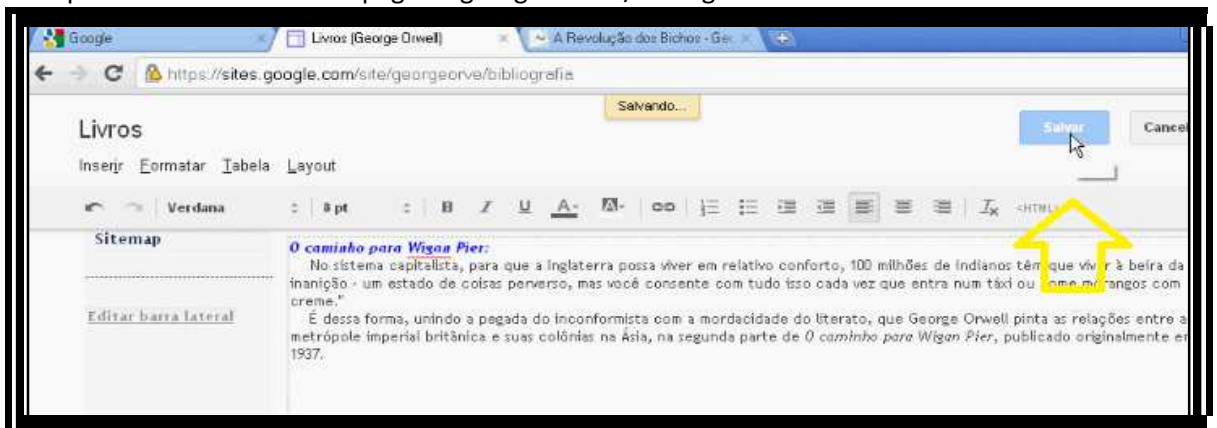 Google Livros (George Orwell) A Revolução dos Bichos - Geo
https://sites.google.com/site/georgeorve/bibliografia
Salvando...
Livros Salvar Cancel
Inserir Formatar Tabela Layout
Verdana 8 pt B I U A A <HTML>
Sitemap
O caminho para Wigan Pier:
No sistema capitalista, para que a Inglaterra possa viver em relativo conforto, 100 milhões de indianos têm que viver à beira da
inanição - um estado de coisas perverso, mas você consente com tudo isso cada vez que entra num táxi ou come morangos com
creme."
Editar barra lateral
É dessa forma, unindo a pegada do inconformista com a mordacidade do literato, que George Orwell pinta as relações entre a
metrópole imperial britânica e suas colônias na Ásia, na segunda parte de O caminho para Wigan Pier, publicado originalmente em
1937.